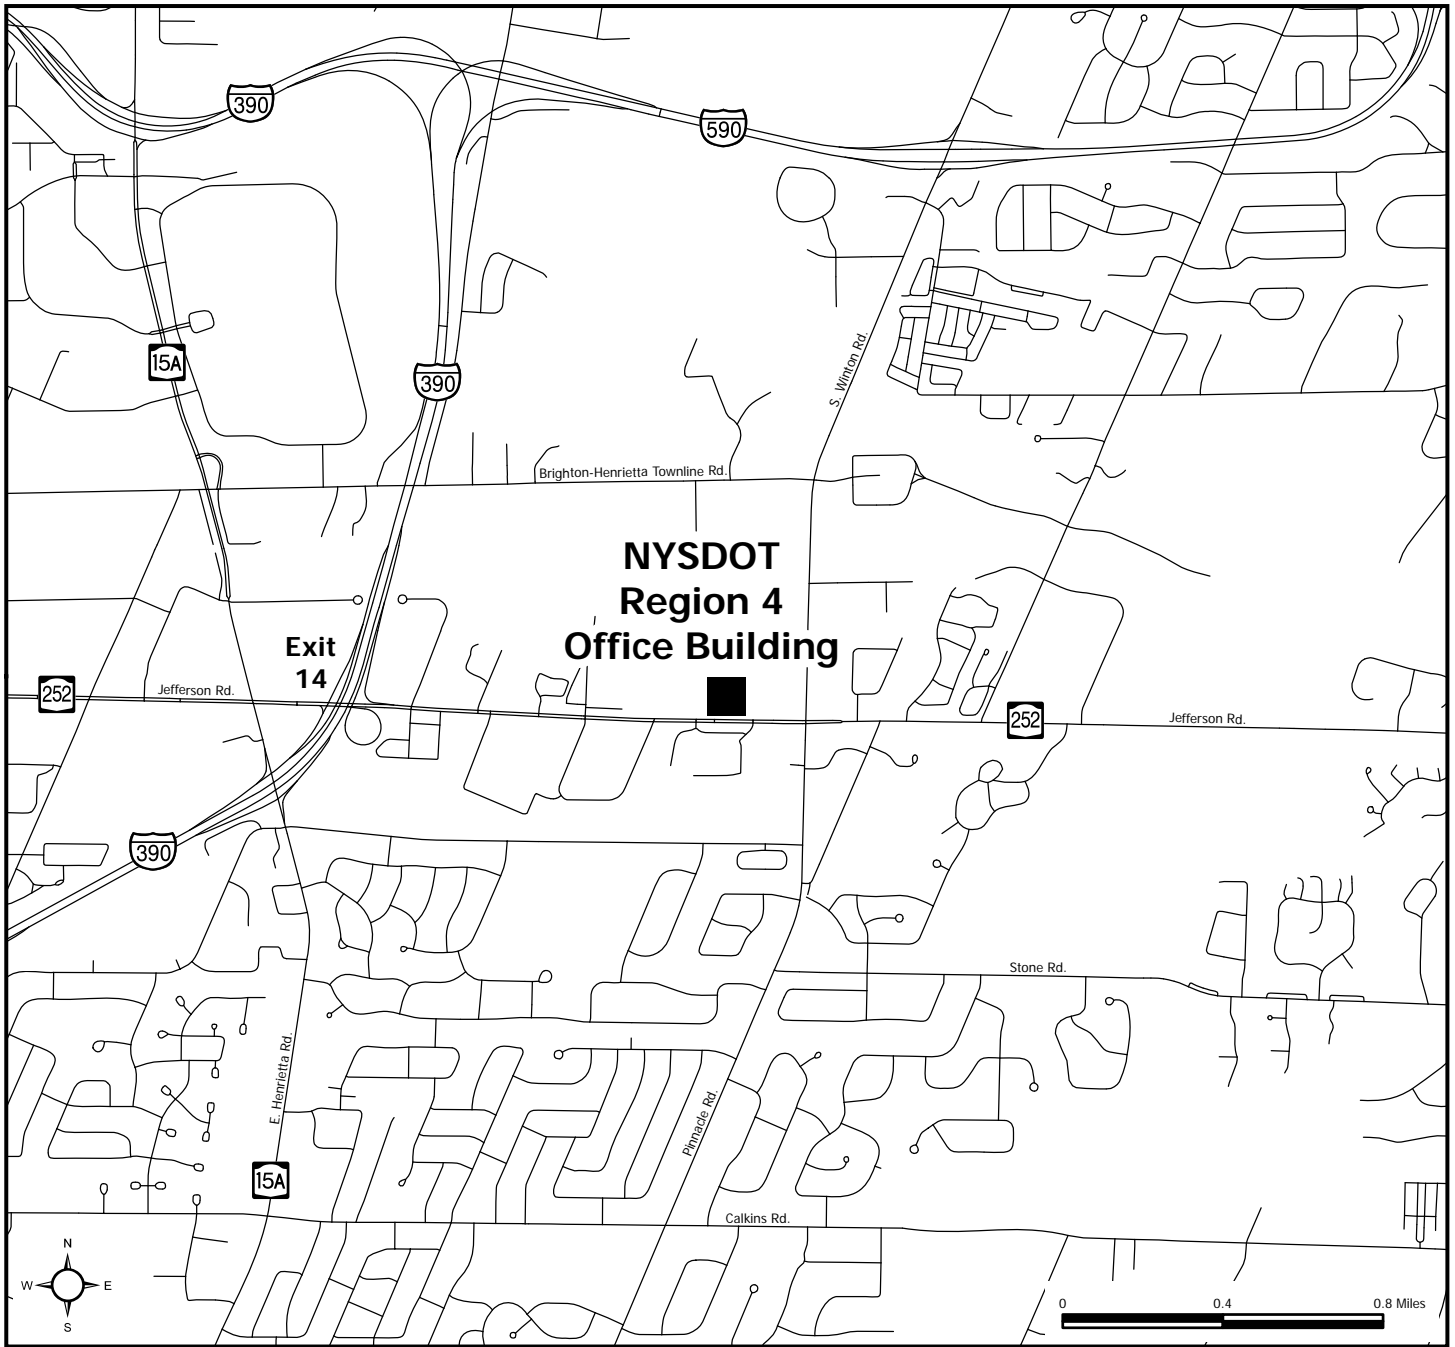 390
590
15A
390
S. Winton Rd.
Brighton-Henrietta Townline Rd.
NYSDOT
Region 4
Office Building
Exit
14
252
Jefferson Rd.
252
Jefferson Rd.
390
Stone Rd.
E. Henrietta Rd.
Pinnacle Rd.
15A
Calkins Rd.
N
W E
S
0 0.4 0.8 Miles